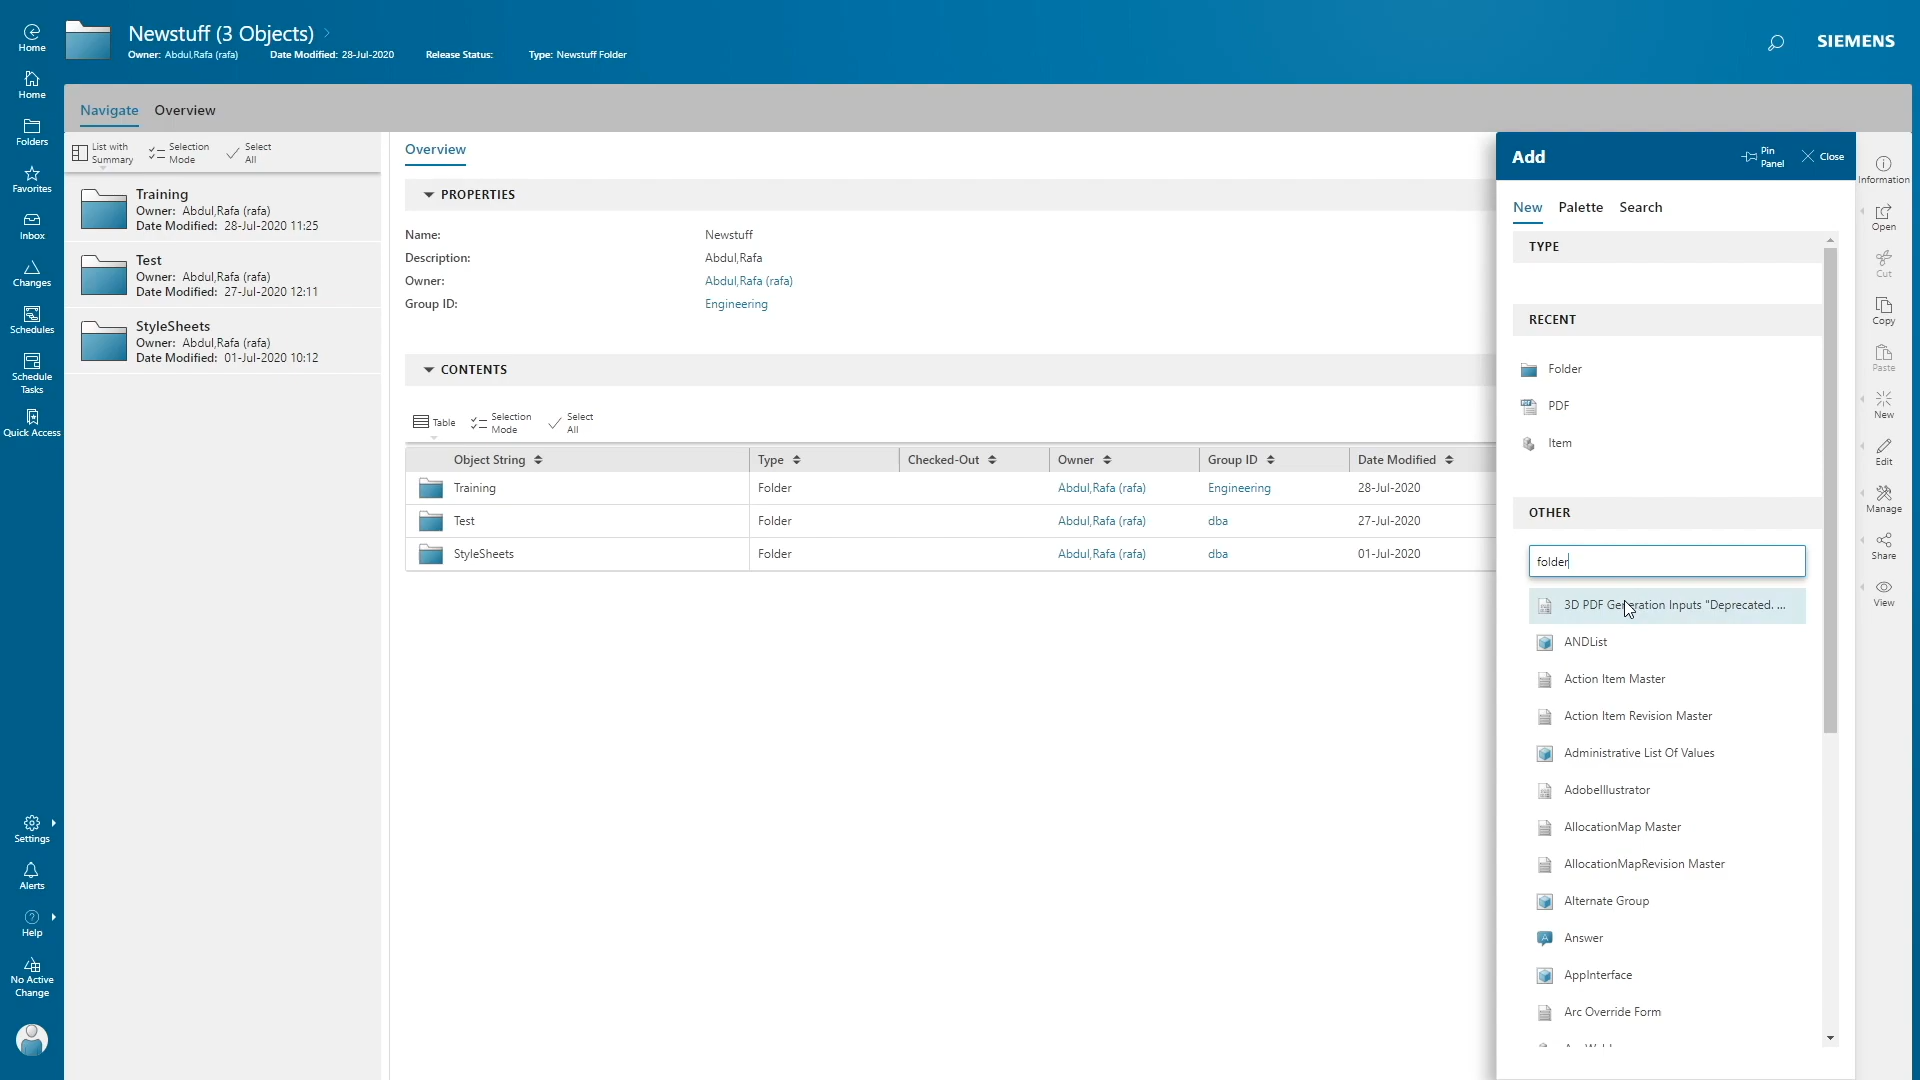 Newstuff (3 Objects)
Owner: Abdul,Rafa (rafa) Date Modified: 28-Jul-2020 Release Status: Type: Newstuff Folder
SIEMENS
Home
Home
Folders
Favorites
Inbox
Changes
Schedules
Schedule
Tasks
Quick Access
Settings
Alerts
Help
No Active
Change
Navigate Overview
List with
Summary
Selection
Mode
Select
All
Training
Owner: Abdul,Rafa (rafa)
Date Modified: 28-Jul-2020 11:25
Test
Owner: Abdul,Rafa (rafa)
Date Modified: 27-Jul-2020 12:11
StyleSheets
Owner: Abdul,Rafa (rafa)
Date Modified: 01-Jul-2020 10:12
Overview
PROPERTIES
Name: Newstuff
Description: Abdul,Rafa
Owner: Abdul,Rafa (rafa)
Group ID: Engineering
CONTENTS
Table
Selection
Mode
Select
All
Object String Type Checked-Out Owner Group ID Date Modified
Training Folder Abdul,Rafa (rafa) Engineering 28-Jul-2020
Test Folder Abdul,Rafa (rafa) dba 27-Jul-2020
StyleSheets Folder Abdul,Rafa (rafa) dba 01-Jul-2020
Add
Pin
Panel
Close
New Palette Search
TYPE
RECENT
Folder
PDF
Item
OTHER
folder
3D PDF Generation Inputs "Deprecated. ...
ANDList
Action Item Master
Action Item Revision Master
Administrative List Of Values
AdobeIllustrator
AllocationMap Master
AllocationMapRevision Master
Alternate Group
Answer
AppInterface
Arc Override Form
Information
Open
Cut
Copy
Paste
New
Edit
Manage
Share
View